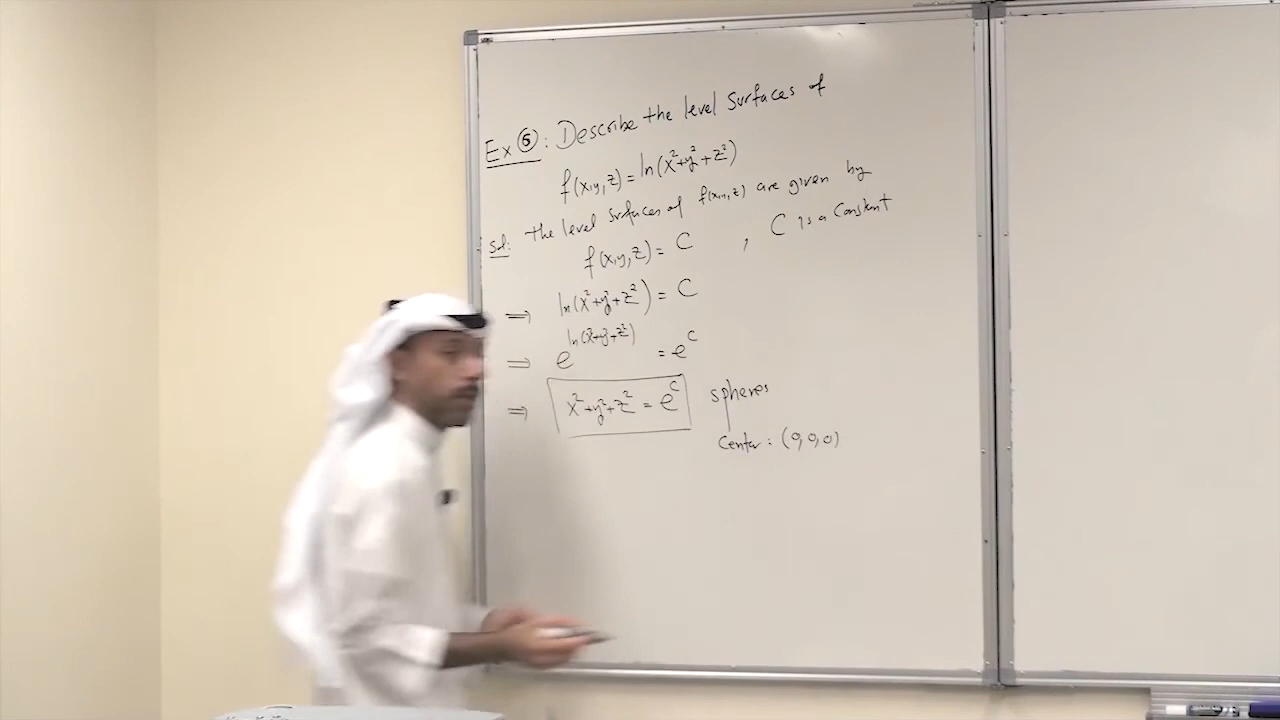 Ex ⑤: Describe the level surfaces of
f(x,y,z) = ln(x²+y²+z²)
Sol: The level surfaces of f(x,y,z) are given by
f(x,y,z) = C , C is a constant
⇒ ln(x²+y²+z²) = C
⇒ e^{ln(x²+y²+z²)} = e^C
⇒ x²+y²+z² = e^C spheres
Center: (0,0,0)